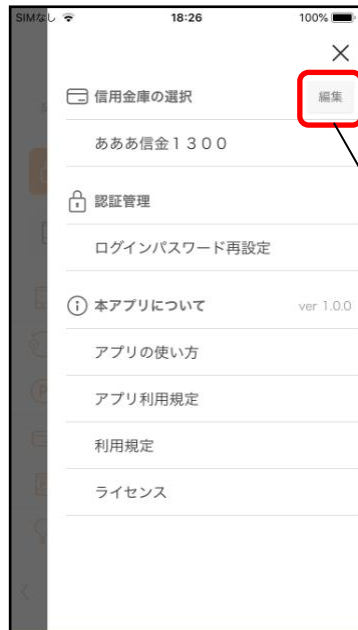 SIMなし 18:26 100%
信用金庫の選択 編集
あああ信金1300
認証管理
ログインパスワード再設定
本アプリについて ver 1.0.0
アプリの使い方
アプリ利用規定
利用規定
ライセンス